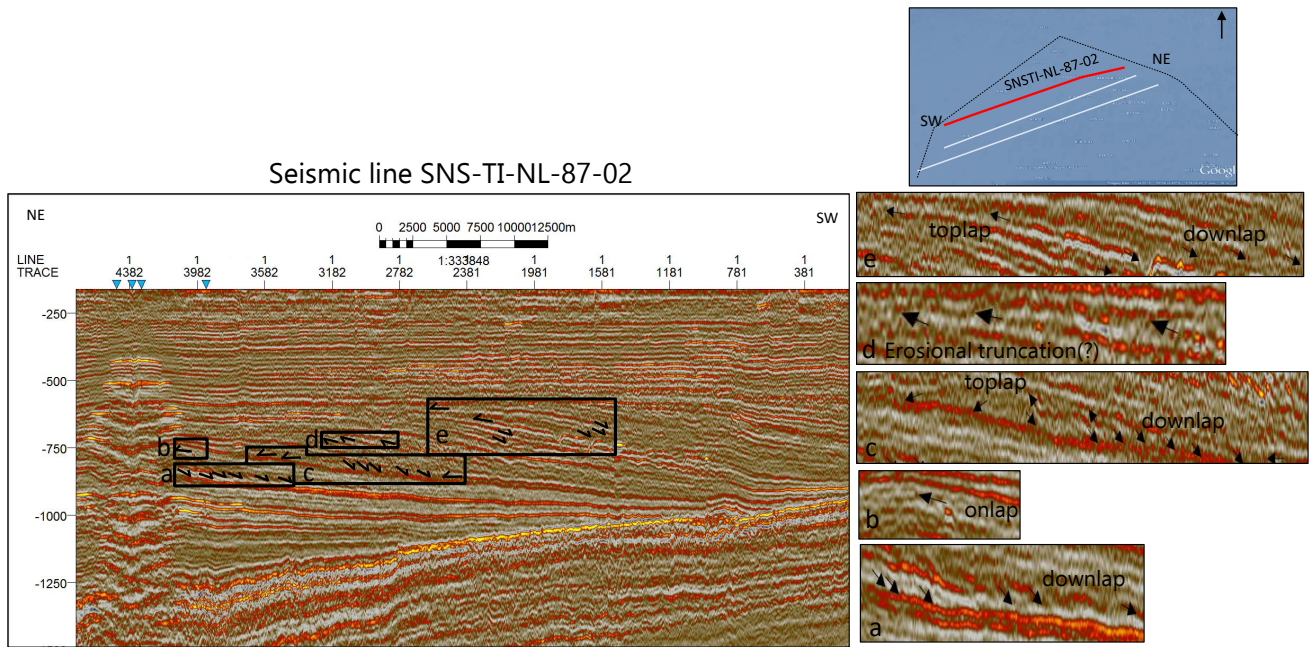 NE
SNSTI-NL-87-02
SW
Googl
Seismic line SNS-TI-NL-87-02
NE
SW
0 2500 5000 7500 10000 12500m
LINE 1 1 1 1 1 1:333848 1 1 1 1 1
TRACE 4382 3982 3582 3182 2782 2381 1981 1581 1181 781 381
-250
-500
-750
-1000
-1250
b
a
d
c
e
toplap
downlap
e
d Erosional truncation(?)
toplap
downlap
c
onlap
b
downlap
a